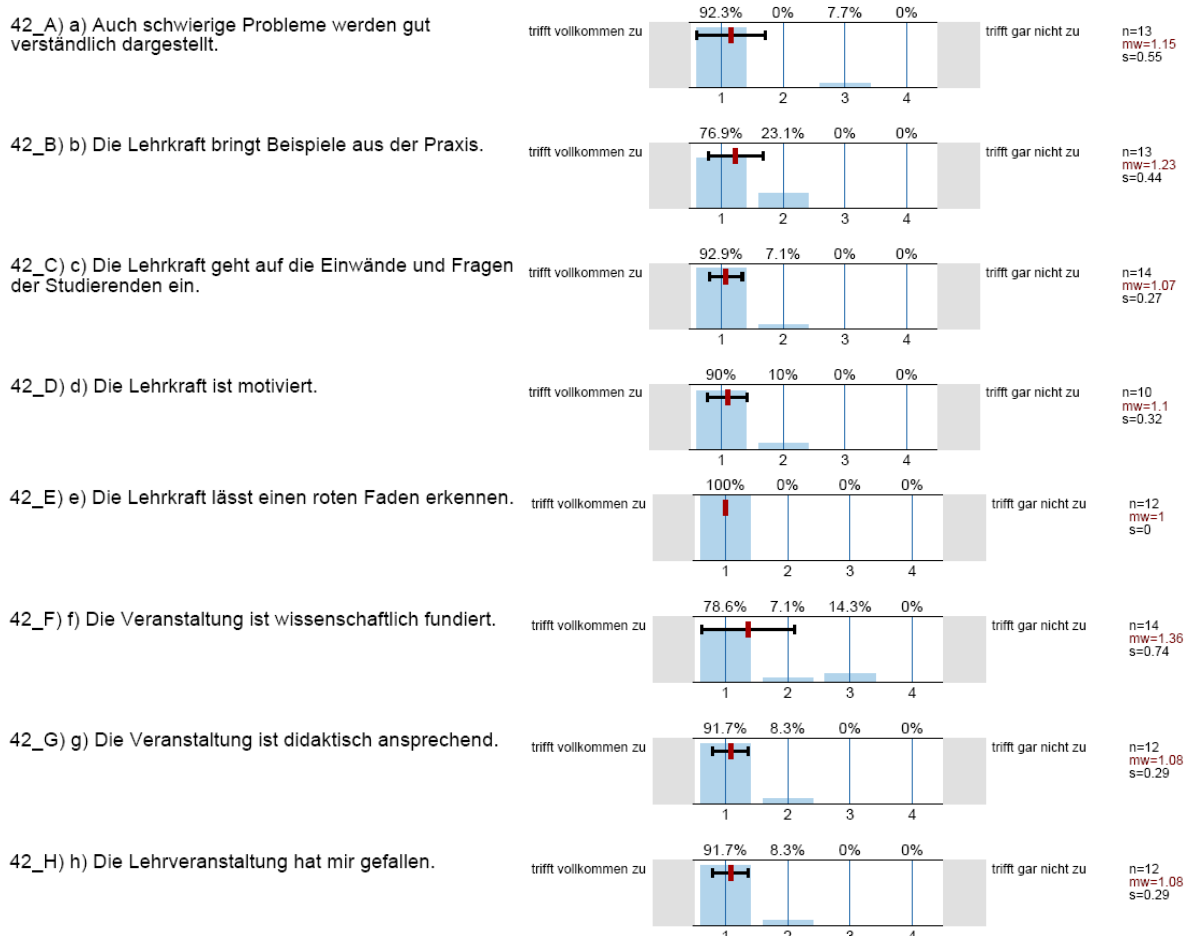 92.3% 0% 7.7% 0%
42_A) a) Auch schwierige Probleme werden gut
verständlich dargestellt.
trifft vollkommen zu
trifft gar nicht zu
n=13
mw=1.15
s=0.55
1 2 3 4
76.9% 23.1% 0% 0%
42_B) b) Die Lehrkraft bringt Beispiele aus der Praxis.
trifft vollkommen zu
trifft gar nicht zu
n=13
mw=1.23
s=0.44
1 2 3 4
92.9% 7.1% 0% 0%
42_C) c) Die Lehrkraft geht auf die Einwände und Fragen
der Studierenden ein.
trifft vollkommen zu
trifft gar nicht zu
n=14
mw=1.07
s=0.27
1 2 3 4
90% 10% 0% 0%
42_D) d) Die Lehrkraft ist motiviert.
trifft vollkommen zu
trifft gar nicht zu
n=10
mw=1.1
s=0.32
1 2 3 4
100% 0% 0% 0%
42_E) e) Die Lehrkraft lässt einen roten Faden erkennen.
trifft vollkommen zu
trifft gar nicht zu
n=12
mw=1
s=0
1 2 3 4
78.6% 7.1% 14.3% 0%
42_F) f) Die Veranstaltung ist wissenschaftlich fundiert.
trifft vollkommen zu
trifft gar nicht zu
n=14
mw=1.36
s=0.74
1 2 3 4
91.7% 8.3% 0% 0%
42_G) g) Die Veranstaltung ist didaktisch ansprechend.
trifft vollkommen zu
trifft gar nicht zu
n=12
mw=1.08
s=0.29
1 2 3 4
91.7% 8.3% 0% 0%
42_H) h) Die Lehrveranstaltung hat mir gefallen.
trifft vollkommen zu
trifft gar nicht zu
n=12
mw=1.08
s=0.29
1 2 3 4